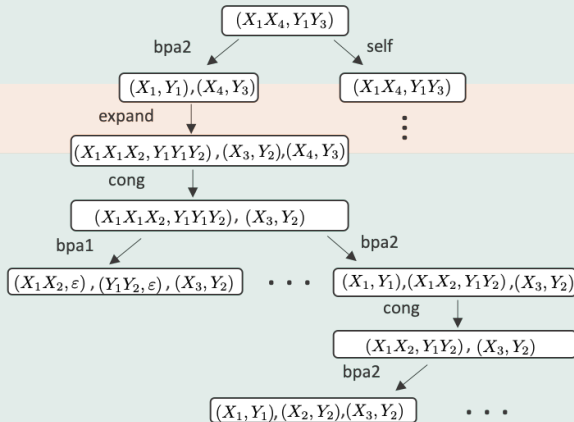 (X₁X₄, Y₁Y₃)
bpa2 self
(X₁, Y₁),(X₄, Y₃) (X₁X₄, Y₁Y₃)
expand
(X₁X₁X₂, Y₁Y₁Y₂) , (X₃, Y₂),(X₄, Y₃)
cong
(X₁X₁X₂, Y₁Y₁Y₂), (X₃, Y₂)
bpa1 bpa2
(X₁X₂, ε) , (Y₁Y₂, ε), (X₃, Y₂) · · · (X₁, Y₁),(X₁X₂, Y₁Y₂),(X₃, Y₂)
cong
(X₁X₂, Y₁Y₂) , (X₃, Y₂)
bpa2
(X₁, Y₁),(X₂, Y₂),(X₃, Y₂) · · ·